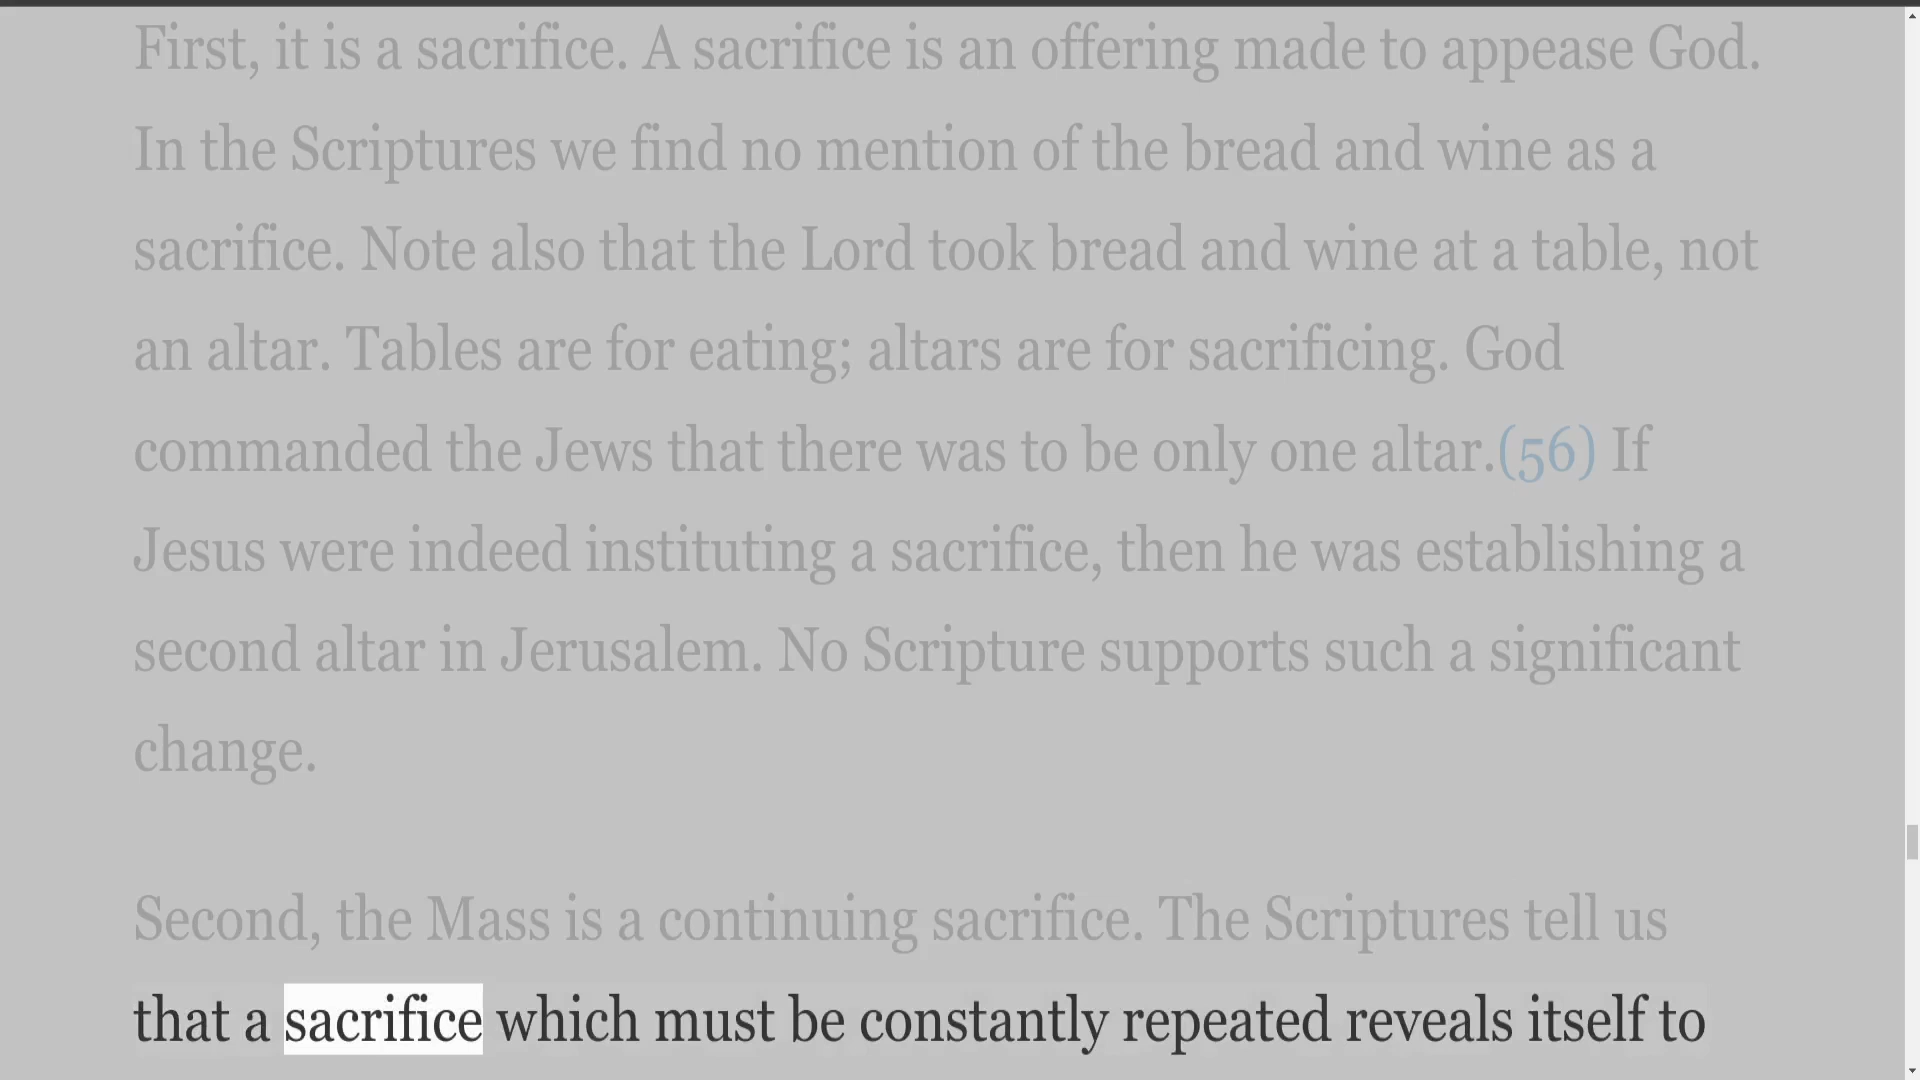 First, it is a sacrifice. A sacrifice is an offering made to appease God.
In the Scriptures we find no mention of the bread and wine as a
sacrifice. Note also that the Lord took bread and wine at a table, not
an altar. Tables are for eating; altars are for sacrificing. God
commanded the Jews that there was to be only one altar.(56) If
Jesus were indeed instituting a sacrifice, then he was establishing a
second altar in Jerusalem. No Scripture supports such a significant
change.
Second, the Mass is a continuing sacrifice. The Scriptures tell us
that a sacrifice which must be constantly repeated reveals itself to